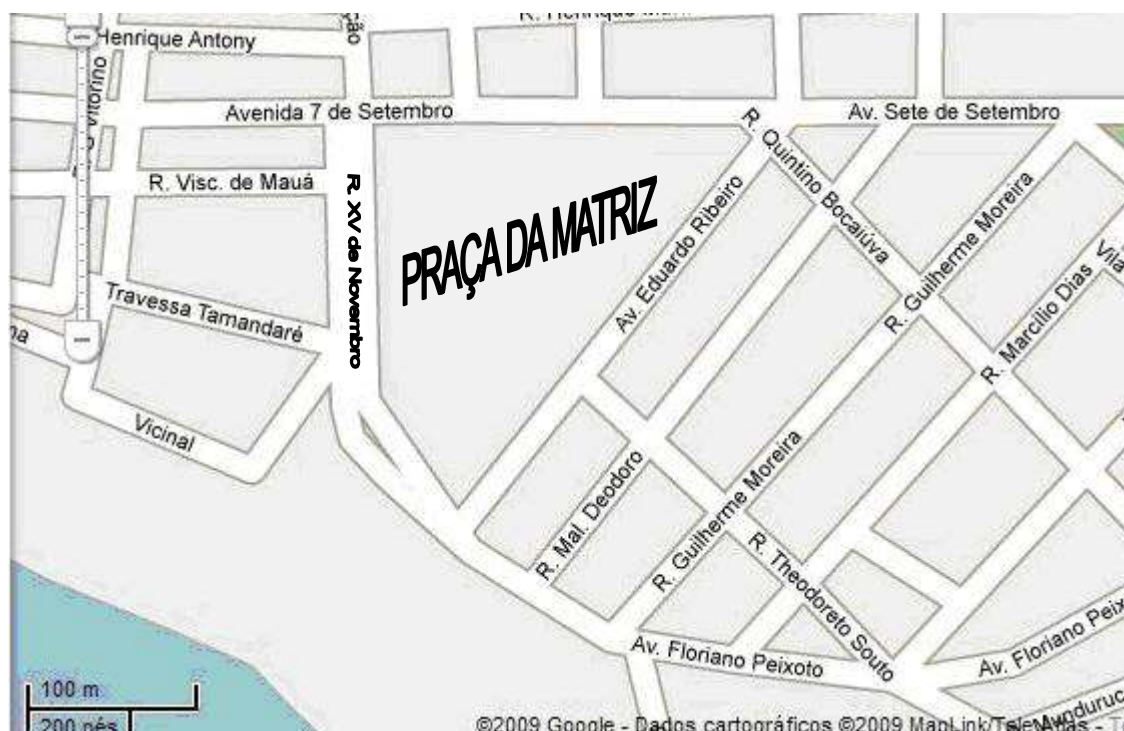 Henrique Antony
Vitorino
Avenida 7 de Setembro
Av. Sete de Setembro
R. Visc. de Mauá
R. XV de Novembro
PRAÇA DA MATRIZ
R. Quintino Bocaiúva
Av. Eduardo Ribeiro
R. Guilherme Moreira
R. Marcílio Dias
Vila
Travessa Tamandaré
Vicinal
R. Mal. Deodoro
R. Guilherme Moreira
R. Theodoreto Souto
Av. Floriano Peixoto
Av. Floriano Peix
100 m
200 pés
©2009 Google - Dados cartográficos ©2009 MapLink/Tele Atlas -